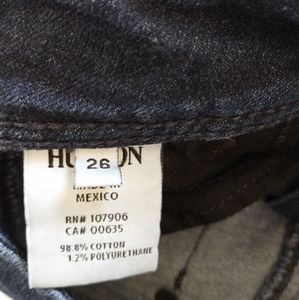 HU ON
26
MADE IN
MEXICO
RN# 107906
CA# 00635
98.8% COTTON
1.2% POLYURETHANE